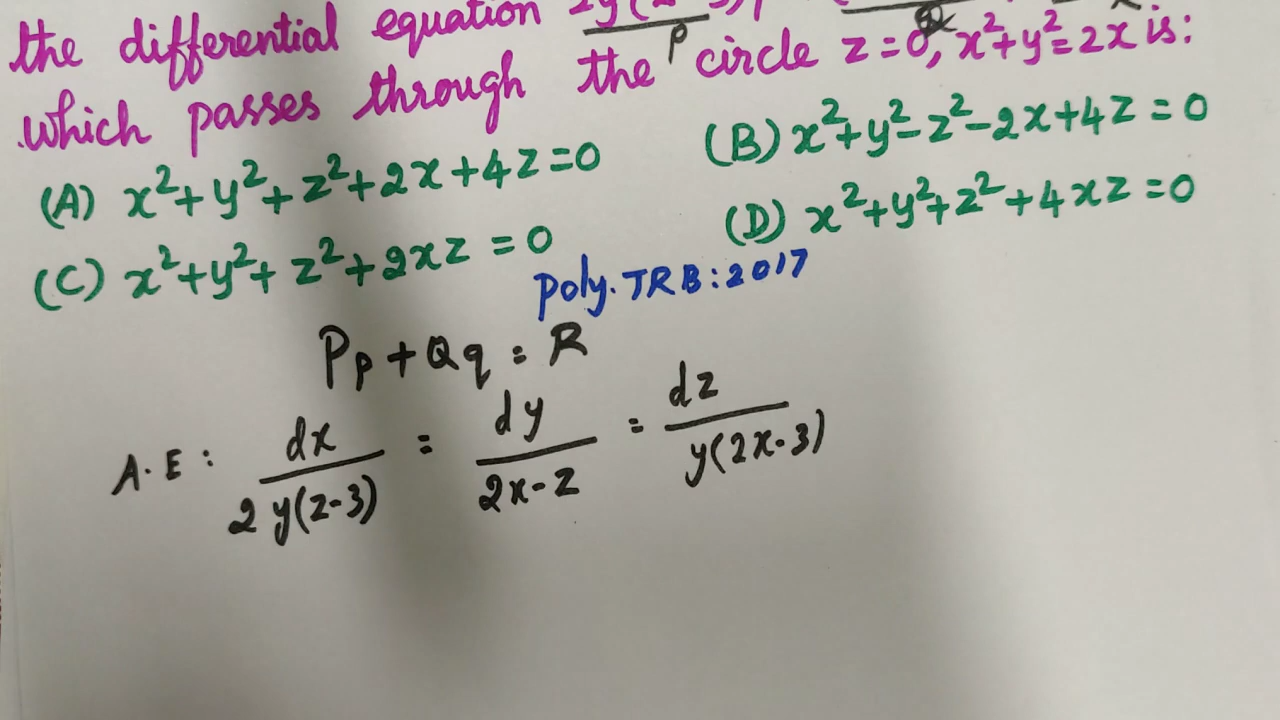 the differential equation 2y(z-3)p
P Q R
which passes through the circle z=0, x²+y²=2x is:
(A) x²+y²+z²+2x+4z=0 (B) x²+y²-z²-2x+4z=0
(C) x²+y²+z²+2xz=0 (D) x²+y²+z²+4xz=0
Poly.TRB:2017
Pp+Qq=R
A.E: dx/2y(z-3) = dy/2x-z = dz/y(2x-3)